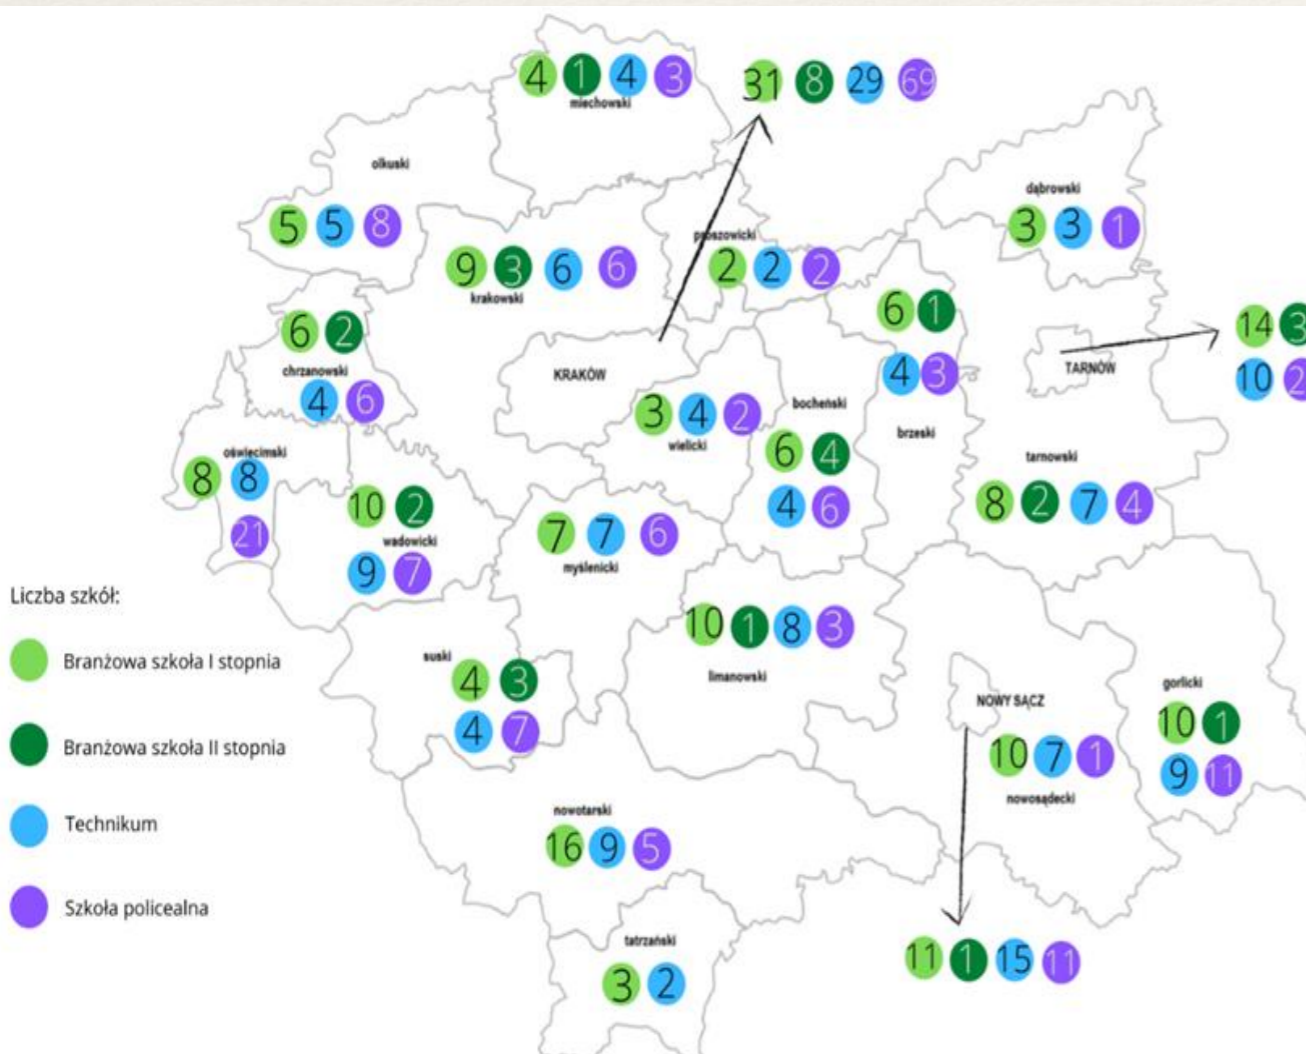 4 1 4 3
miechowski
31 8 29 69
olkuski
5 5 8
dąbrowski
3 3 1
9 3 6 6
krakowski
proszowicki
2 2 2
6 2
chrzanowski
4 6
KRAKÓW
6 1
4 3
brzeski
TARNÓW
14 3
10
3 4 2
wielicki
bocheński
6 4
4 6
oświęcimski
8 8
21
10 2
wadowicki
9 7
7 7 6
myślenicki
tarnowski
8 2 7 4
Liczba szkół:
Branżowa szkoła I stopnia
Branżowa szkoła II stopnia
Technikum
Szkoła policealna
10 1 8 3
limanowski
suski
4 3
4 7
NOWY SĄCZ
10 7 1
nowosądecki
gorlicki
10 1
9 11
nowotarski
16 9 5
tatrzański
3 2
11 1 15 11